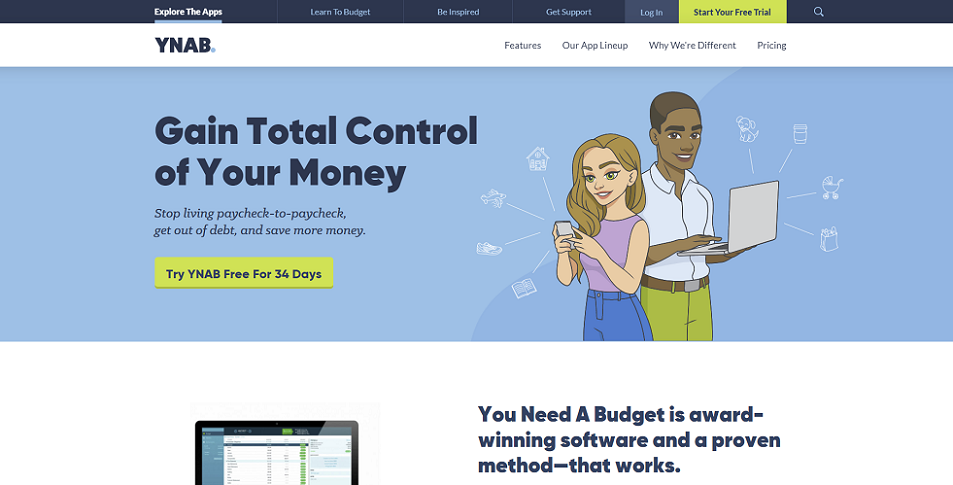 Explore The Apps
Learn To Budget
Be Inspired
Get Support
Log In
Start Your Free Trial
YNAB.
Features
Our App Lineup
Why We're Different
Pricing
Gain Total Control
of Your Money
Stop living paycheck-to-paycheck,
get out of debt, and save more money.
Try YNAB Free For 34 Days
You Need A Budget is award-
winning software and a proven
method—that works.